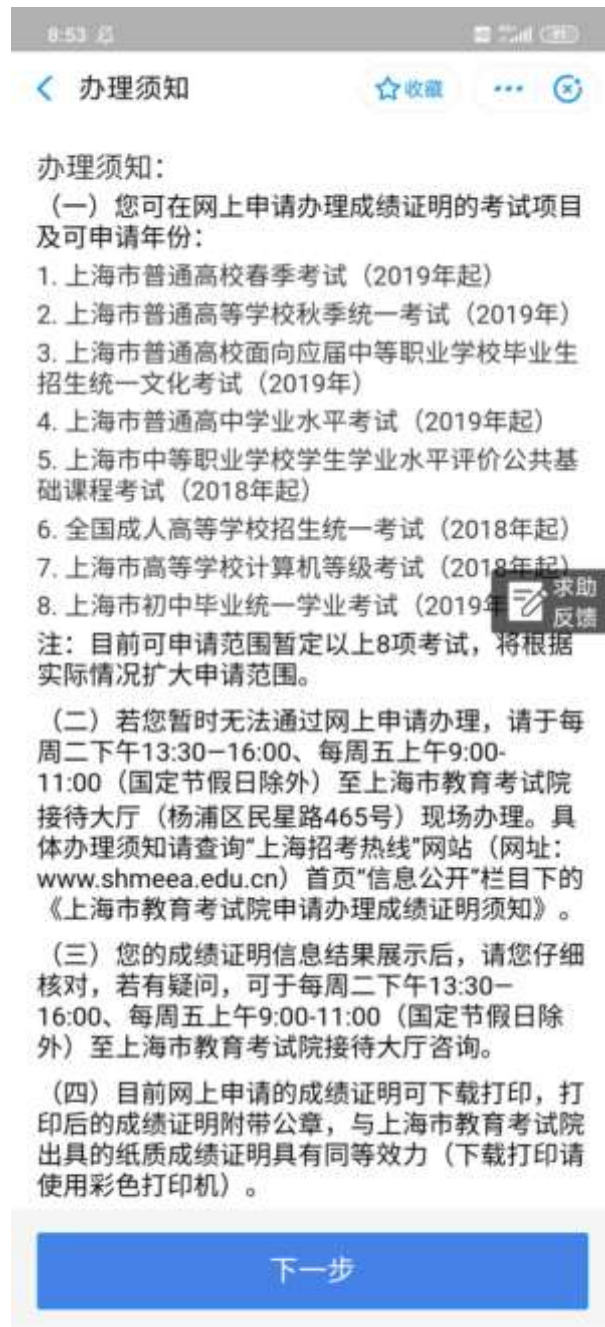 8:53
办理须知
收藏
办理须知：
（一）您可在网上申请办理成绩证明的考试项目
及可申请年份：
1. 上海市普通高校春季考试（2019年起）
2. 上海市普通高等学校秋季统一考试（2019年）
3. 上海市普通高校面向应届中等职业学校毕业生
招生统一文化考试（2019年）
4. 上海市普通高中学业水平考试（2019年起）
5. 上海市中等职业学校学生学业水平评价公共基
础课程考试（2018年起）
6. 全国成人高等学校招生统一考试（2018年起）
7. 上海市高等学校计算机等级考试（2018年起）
求助
8. 上海市初中毕业统一学业考试（2019年
反馈
注：目前可申请范围暂定以上8项考试，将根据
实际情况扩大申请范围。
（二）若您暂时无法通过网上申请办理，请于每
周二下午13:30—16:00、每周五上午9:00-
11:00（国定节假日除外）至上海市教育考试院
接待大厅（杨浦区民星路465号）现场办理。具
体办理须知请查询“上海招考热线”网站（网址：
www.shmeea.edu.cn）首页“信息公开”栏目下的
《上海市教育考试院申请办理成绩证明须知》。
（三）您的成绩证明信息结果展示后，请您仔细
核对，若有疑问，可于每周二下午13:30—
16:00、每周五上午9:00-11:00（国定节假日除
外）至上海市教育考试院接待大厅咨询。
（四）目前网上申请的成绩证明可下载打印，打
印后的成绩证明附带公章，与上海市教育考试院
出具的纸质成绩证明具有同等效力（下载打印请
使用彩色打印机）。
下一步